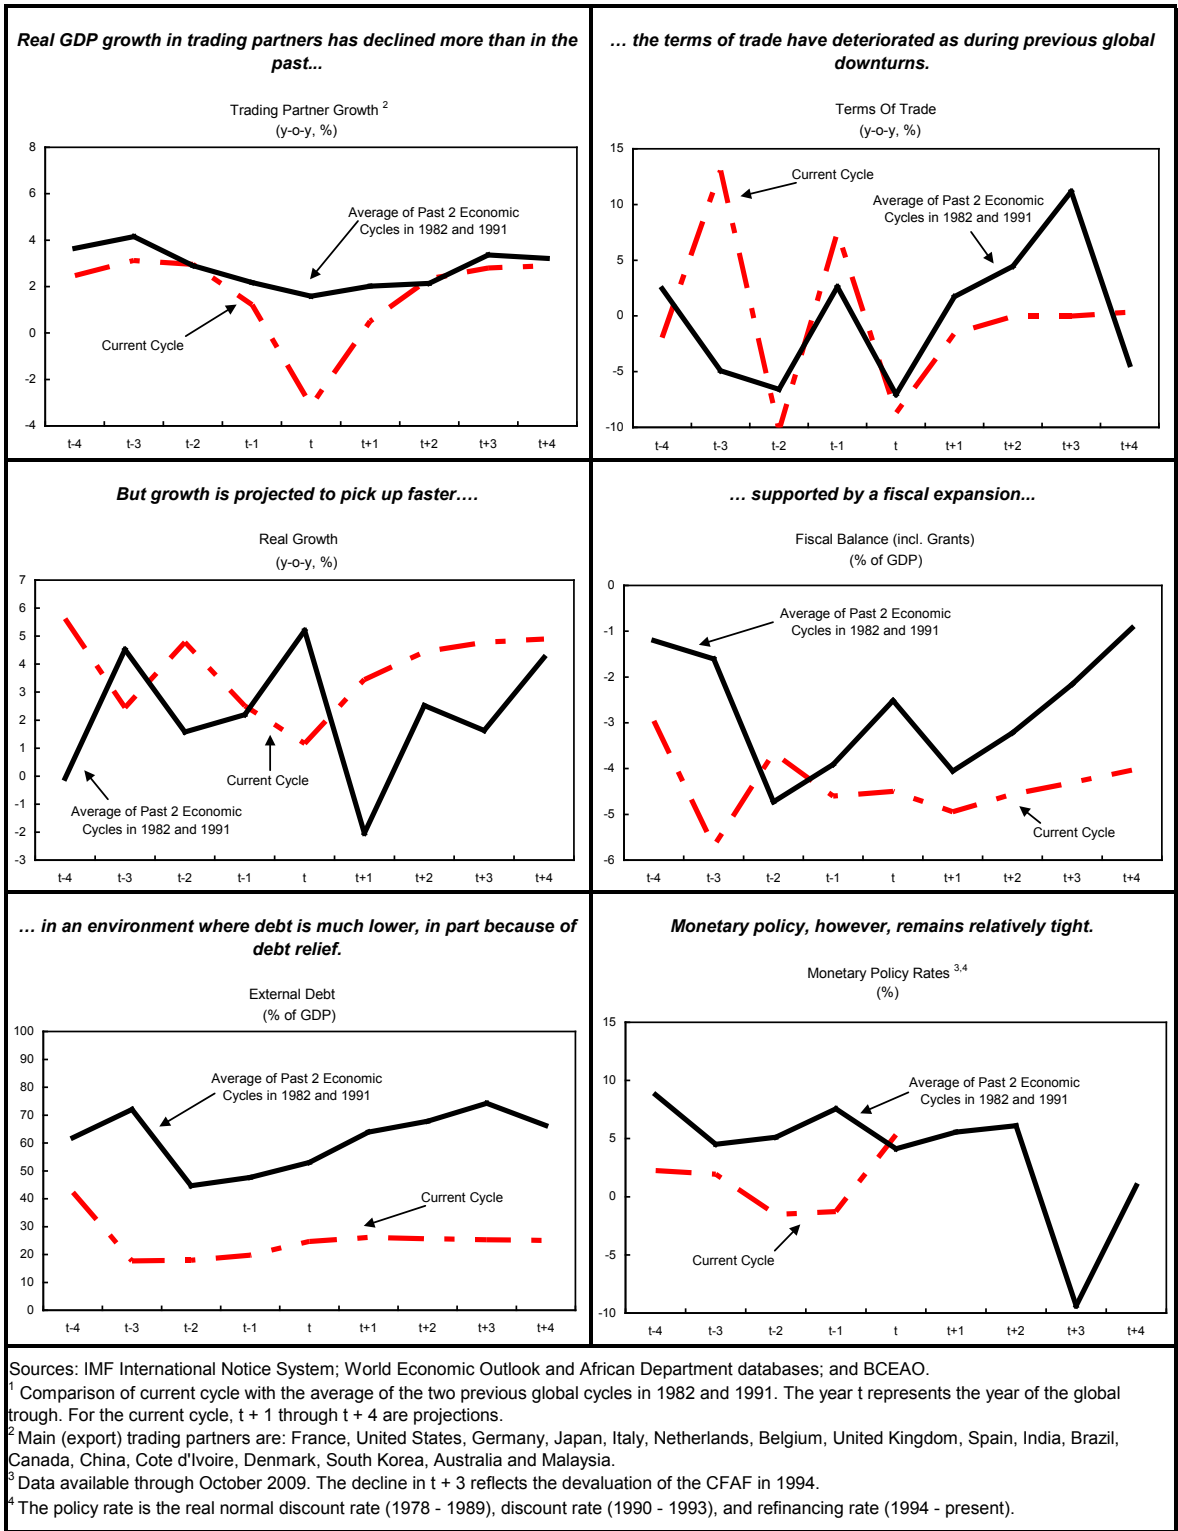 Real GDP growth in trading partners has declined more than in the
past...
Trading Partner Growth 2
(y-o-y, %)
8
6
4
2
0
-2
-4
Average of Past 2 Economic
Cycles in 1982 and 1991
Current Cycle
t-4 t-3 t-2 t-1 t t+1 t+2 t+3 t+4
… the terms of trade have deteriorated as during previous global
downturns.
Terms Of Trade
(y-o-y, %)
15
10
5
0
-5
-10
Current Cycle
Average of Past 2 Economic
Cycles in 1982 and 1991
t-4 t-3 t-2 t-1 t t+1 t+2 t+3 t+4
But growth is projected to pick up faster….
Real Growth
(y-o-y, %)
7
6
5
4
3
2
1
0
-1
-2
-3
Current Cycle
Average of Past 2 Economic
Cycles in 1982 and 1991
t-4 t-3 t-2 t-1 t t+1 t+2 t+3 t+4
… supported by a fiscal expansion...
Fiscal Balance (incl. Grants)
(% of GDP)
0
-1
-2
-3
-4
-5
-6
Average of Past 2 Economic
Cycles in 1982 and 1991
Current Cycle
t-4 t-3 t-2 t-1 t t+1 t+2 t+3 t+4
… in an environment where debt is much lower, in part because of
debt relief.
External Debt
(% of GDP)
100
90
80
70
60
50
40
30
20
10
0
Average of Past 2 Economic
Cycles in 1982 and 1991
Current Cycle
t-4 t-3 t-2 t-1 t t+1 t+2 t+3 t+4
Monetary policy, however, remains relatively tight.
Monetary Policy Rates 3,4
(%)
15
10
5
0
-5
-10
Average of Past 2 Economic
Cycles in 1982 and 1991
Current Cycle
t-4 t-3 t-2 t-1 t t+1 t+2 t+3 t+4
Sources: IMF International Notice System; World Economic Outlook and African Department databases; and BCEAO.
1 Comparison of current cycle with the average of the two previous global cycles in 1982 and 1991. The year t represents the year of the global
trough. For the current cycle, t + 1 through t + 4 are projections.
2 Main (export) trading partners are: France, United States, Germany, Japan, Italy, Netherlands, Belgium, United Kingdom, Spain, India, Brazil,
Canada, China, Cote d'Ivoire, Denmark, South Korea, Australia and Malaysia.
3 Data available through October 2009. The decline in t + 3 reflects the devaluation of the CFAF in 1994.
4 The policy rate is the real normal discount rate (1978 - 1989), discount rate (1990 - 1993), and refinancing rate (1994 - present).